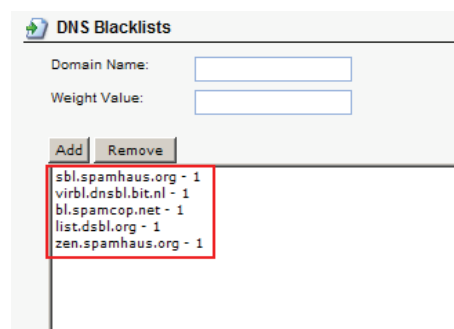 DNS Blacklists
Domain Name:
Weight Value:
Add Remove
sbl.spamhaus.org - 1
virbl.dnsbl.bit.nl - 1
bl.spamcop.net - 1
list.dsbl.org - 1
zen.spamhaus.org - 1